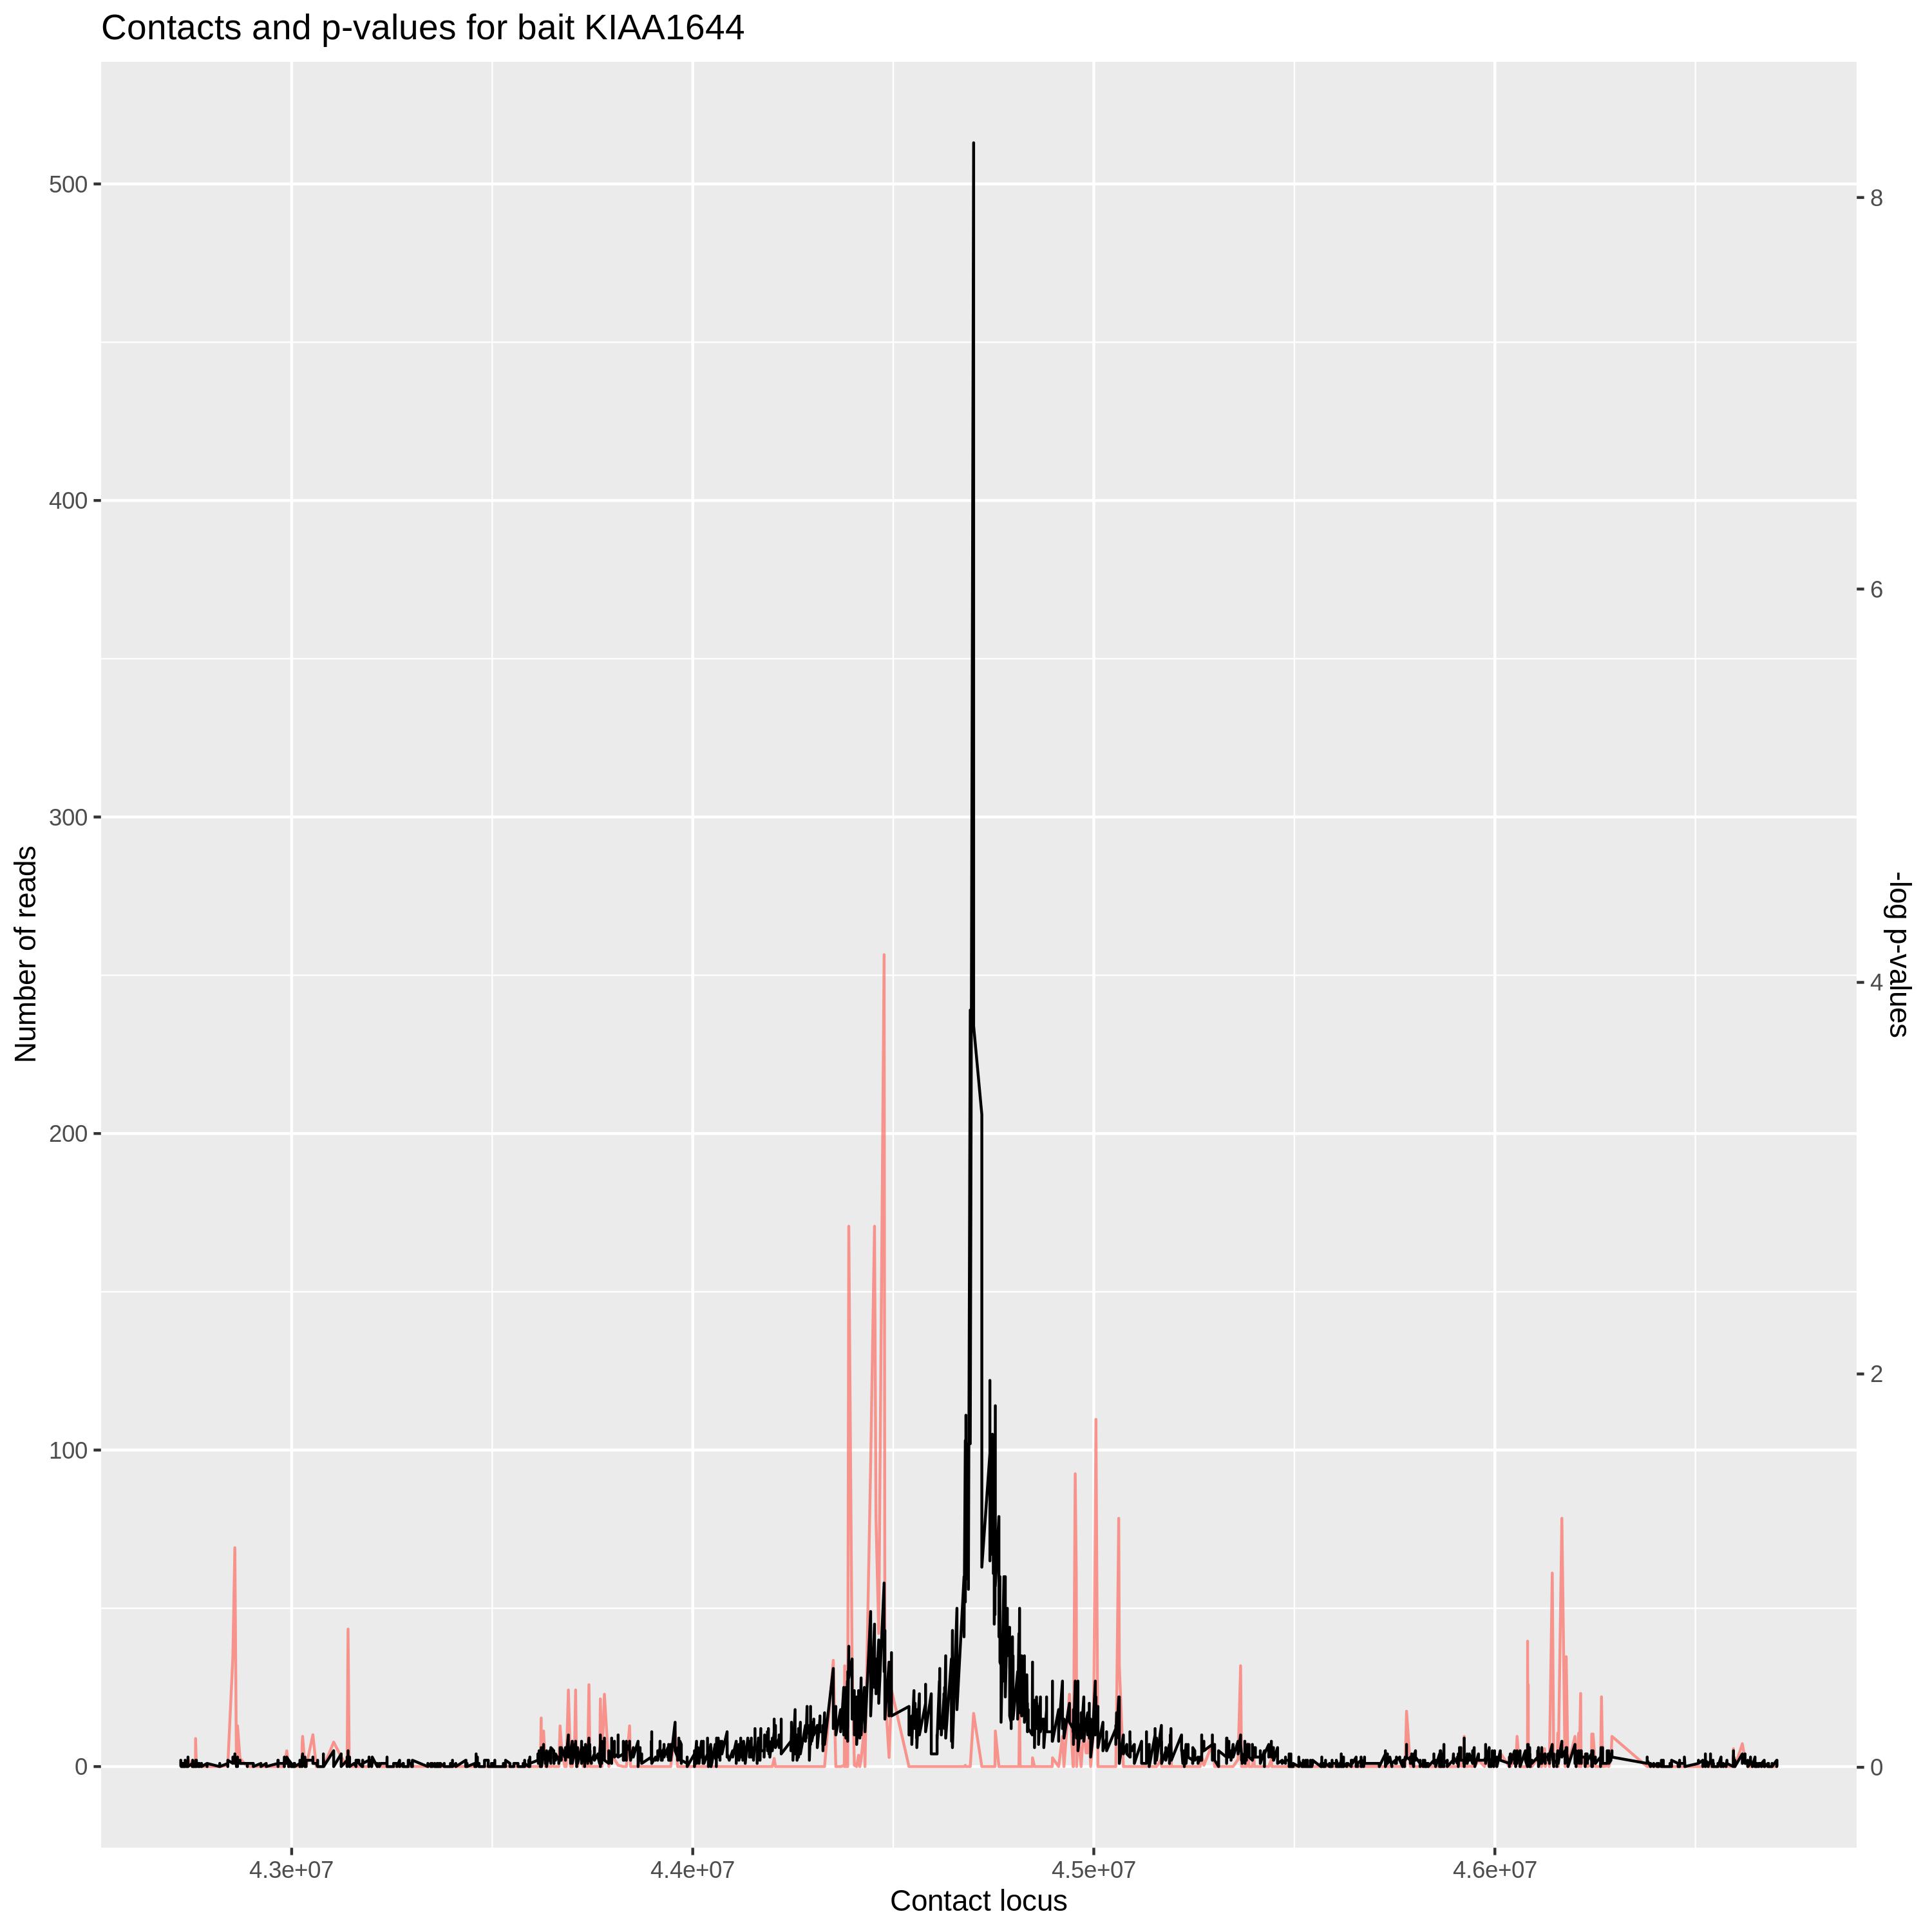 Contacts and p-values for bait KIAA1644
500
400
300
200
100
0
Number of reads
8
6
4
2
0
-log p-values
4.3e+07 4.4e+07 4.5e+07 4.6e+07
Contact locus